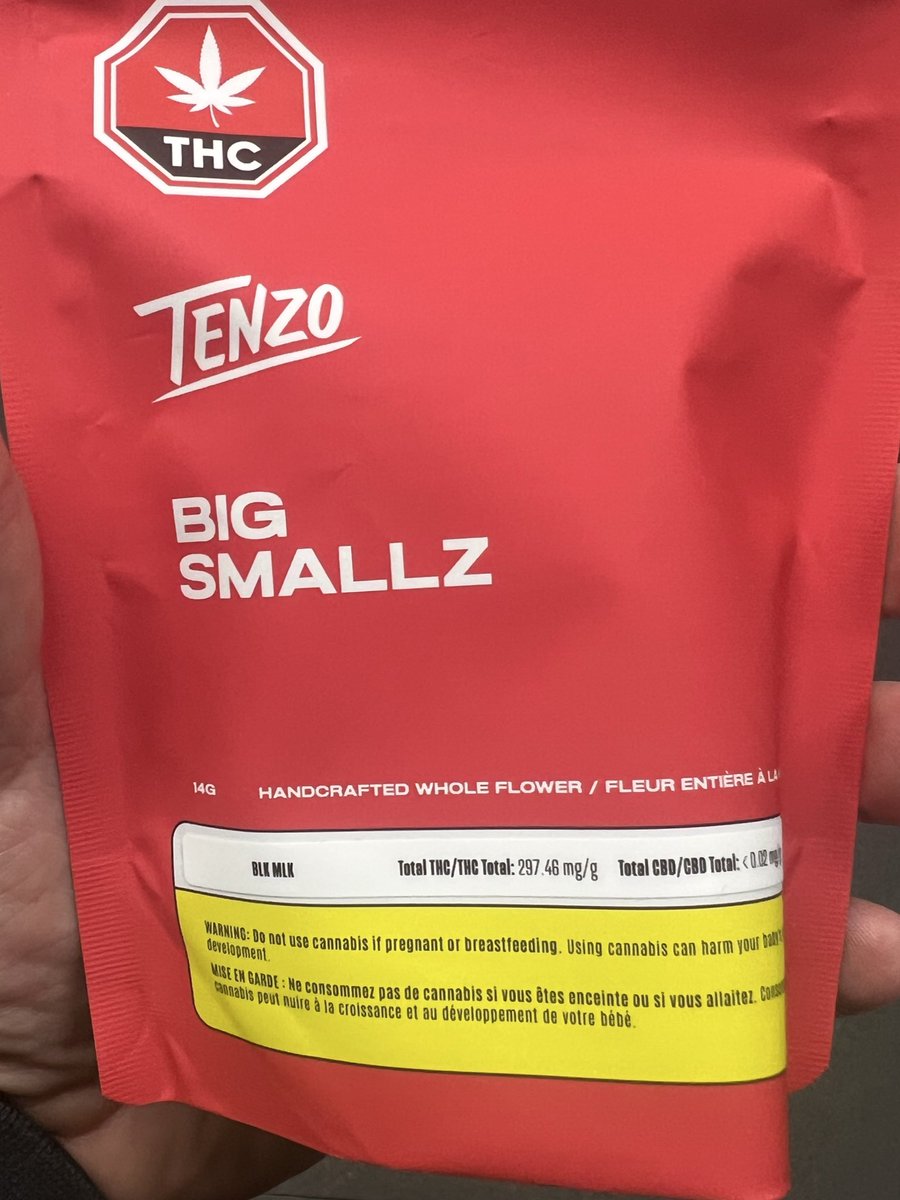 THC
TENZO
BIG
SMALLZ
14G HANDCRAFTED WHOLE FLOWER / FLEUR ENTIÈRE À LA
BLK MLK Total THC/THC Total: 297.46 mg/g Total CBD/CBD Total: < 0.02
WARNING: Do not use cannabis if pregnant or breastfeeding. Using cannabis can harm your
development.
MISE EN GARDE : Ne consommez pas de cannabis si vous êtes enceinte ou si vous allaitez.
cannabis peut nuire à la croissance et au développement de votre bébé.